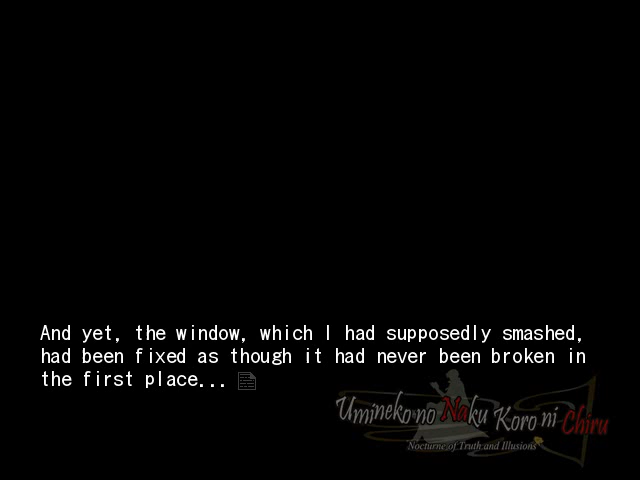 And yet, the window, which I had supposedly smashed,
had been fixed as though it had never been broken in
the first place...
Umineko no Naku Koro ni Chiru
Nocturne of Truth and Illusions